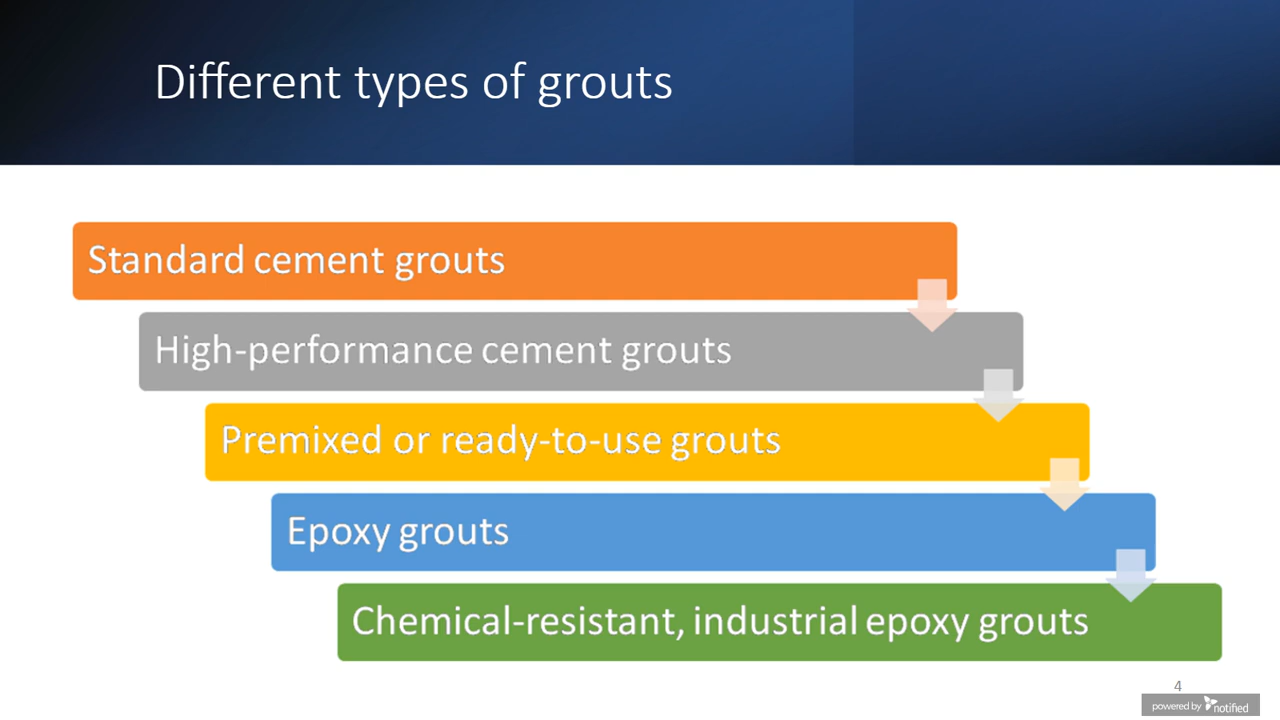 Different types of grouts
Standard cement grouts
High-performance cement grouts
Premixed or ready-to-use grouts
Epoxy grouts
Chemical-resistant, industrial epoxy grouts
4
powered by notified